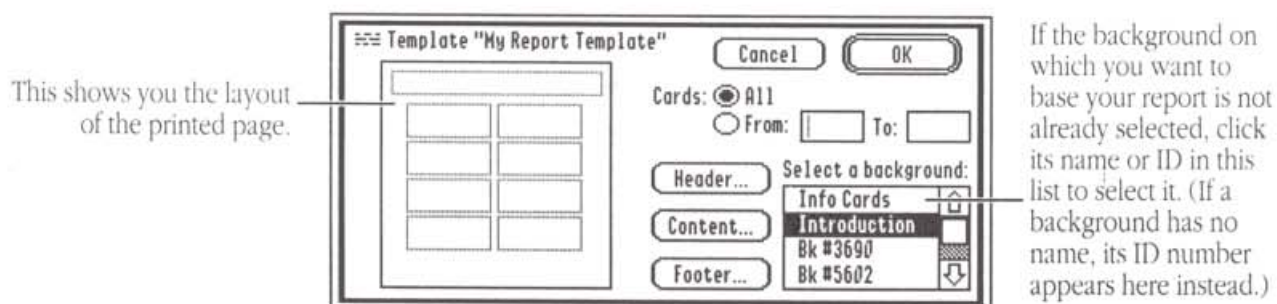 This shows you the layout
of the printed page.
Template "My Report Template"
Cancel
OK
Cards: All
From: To:
Header...
Content...
Footer...
Select a background:
Info Cards
Introduction
Bk #3690
Bk #5602
If the background on
which you want to
base your report is not
already selected, click
its name or ID in this
list to select it. (If a
background has no
name, its ID number
appears here instead.)